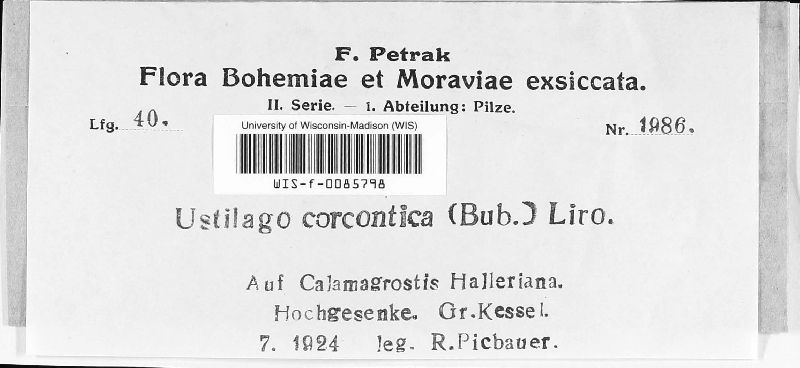 F. Petrak
Flora Bohemiae et Moraviae exsiccata.
II. Serie. — 1. Abteilung: Pilze.
Lfg. 40. Nr. 1986.
University of Wisconsin-Madison (WIS)
WIS-f-0085798
Ustilago corcontica (Bub.) Liro.
Auf Calamagrostis Halleriana.
Hochgesenke. Gr.Kessel.
7. 1924 leg. R.Picbauer.